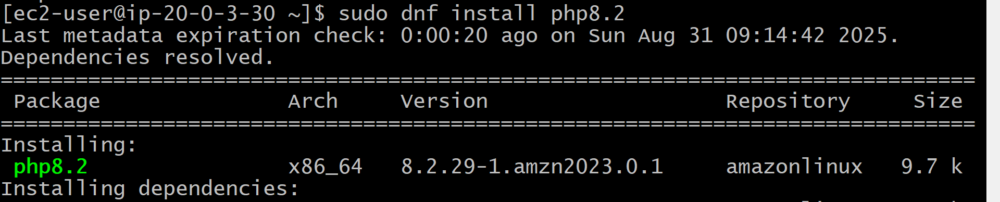 [ec2-user@ip-20-0-3-30 ~]$ sudo dnf install php8.2
Last metadata expiration check: 0:00:20 ago on Sun Aug 31 09:14:42 2025.
Dependencies resolved.
==============================================================================
 Package               Arch     Version                   Repository     Size
==============================================================================
Installing:
 php8.2                x86_64   8.2.29-1.amzn2023.0.1     amazonlinux   9.7 k
Installing dependencies: